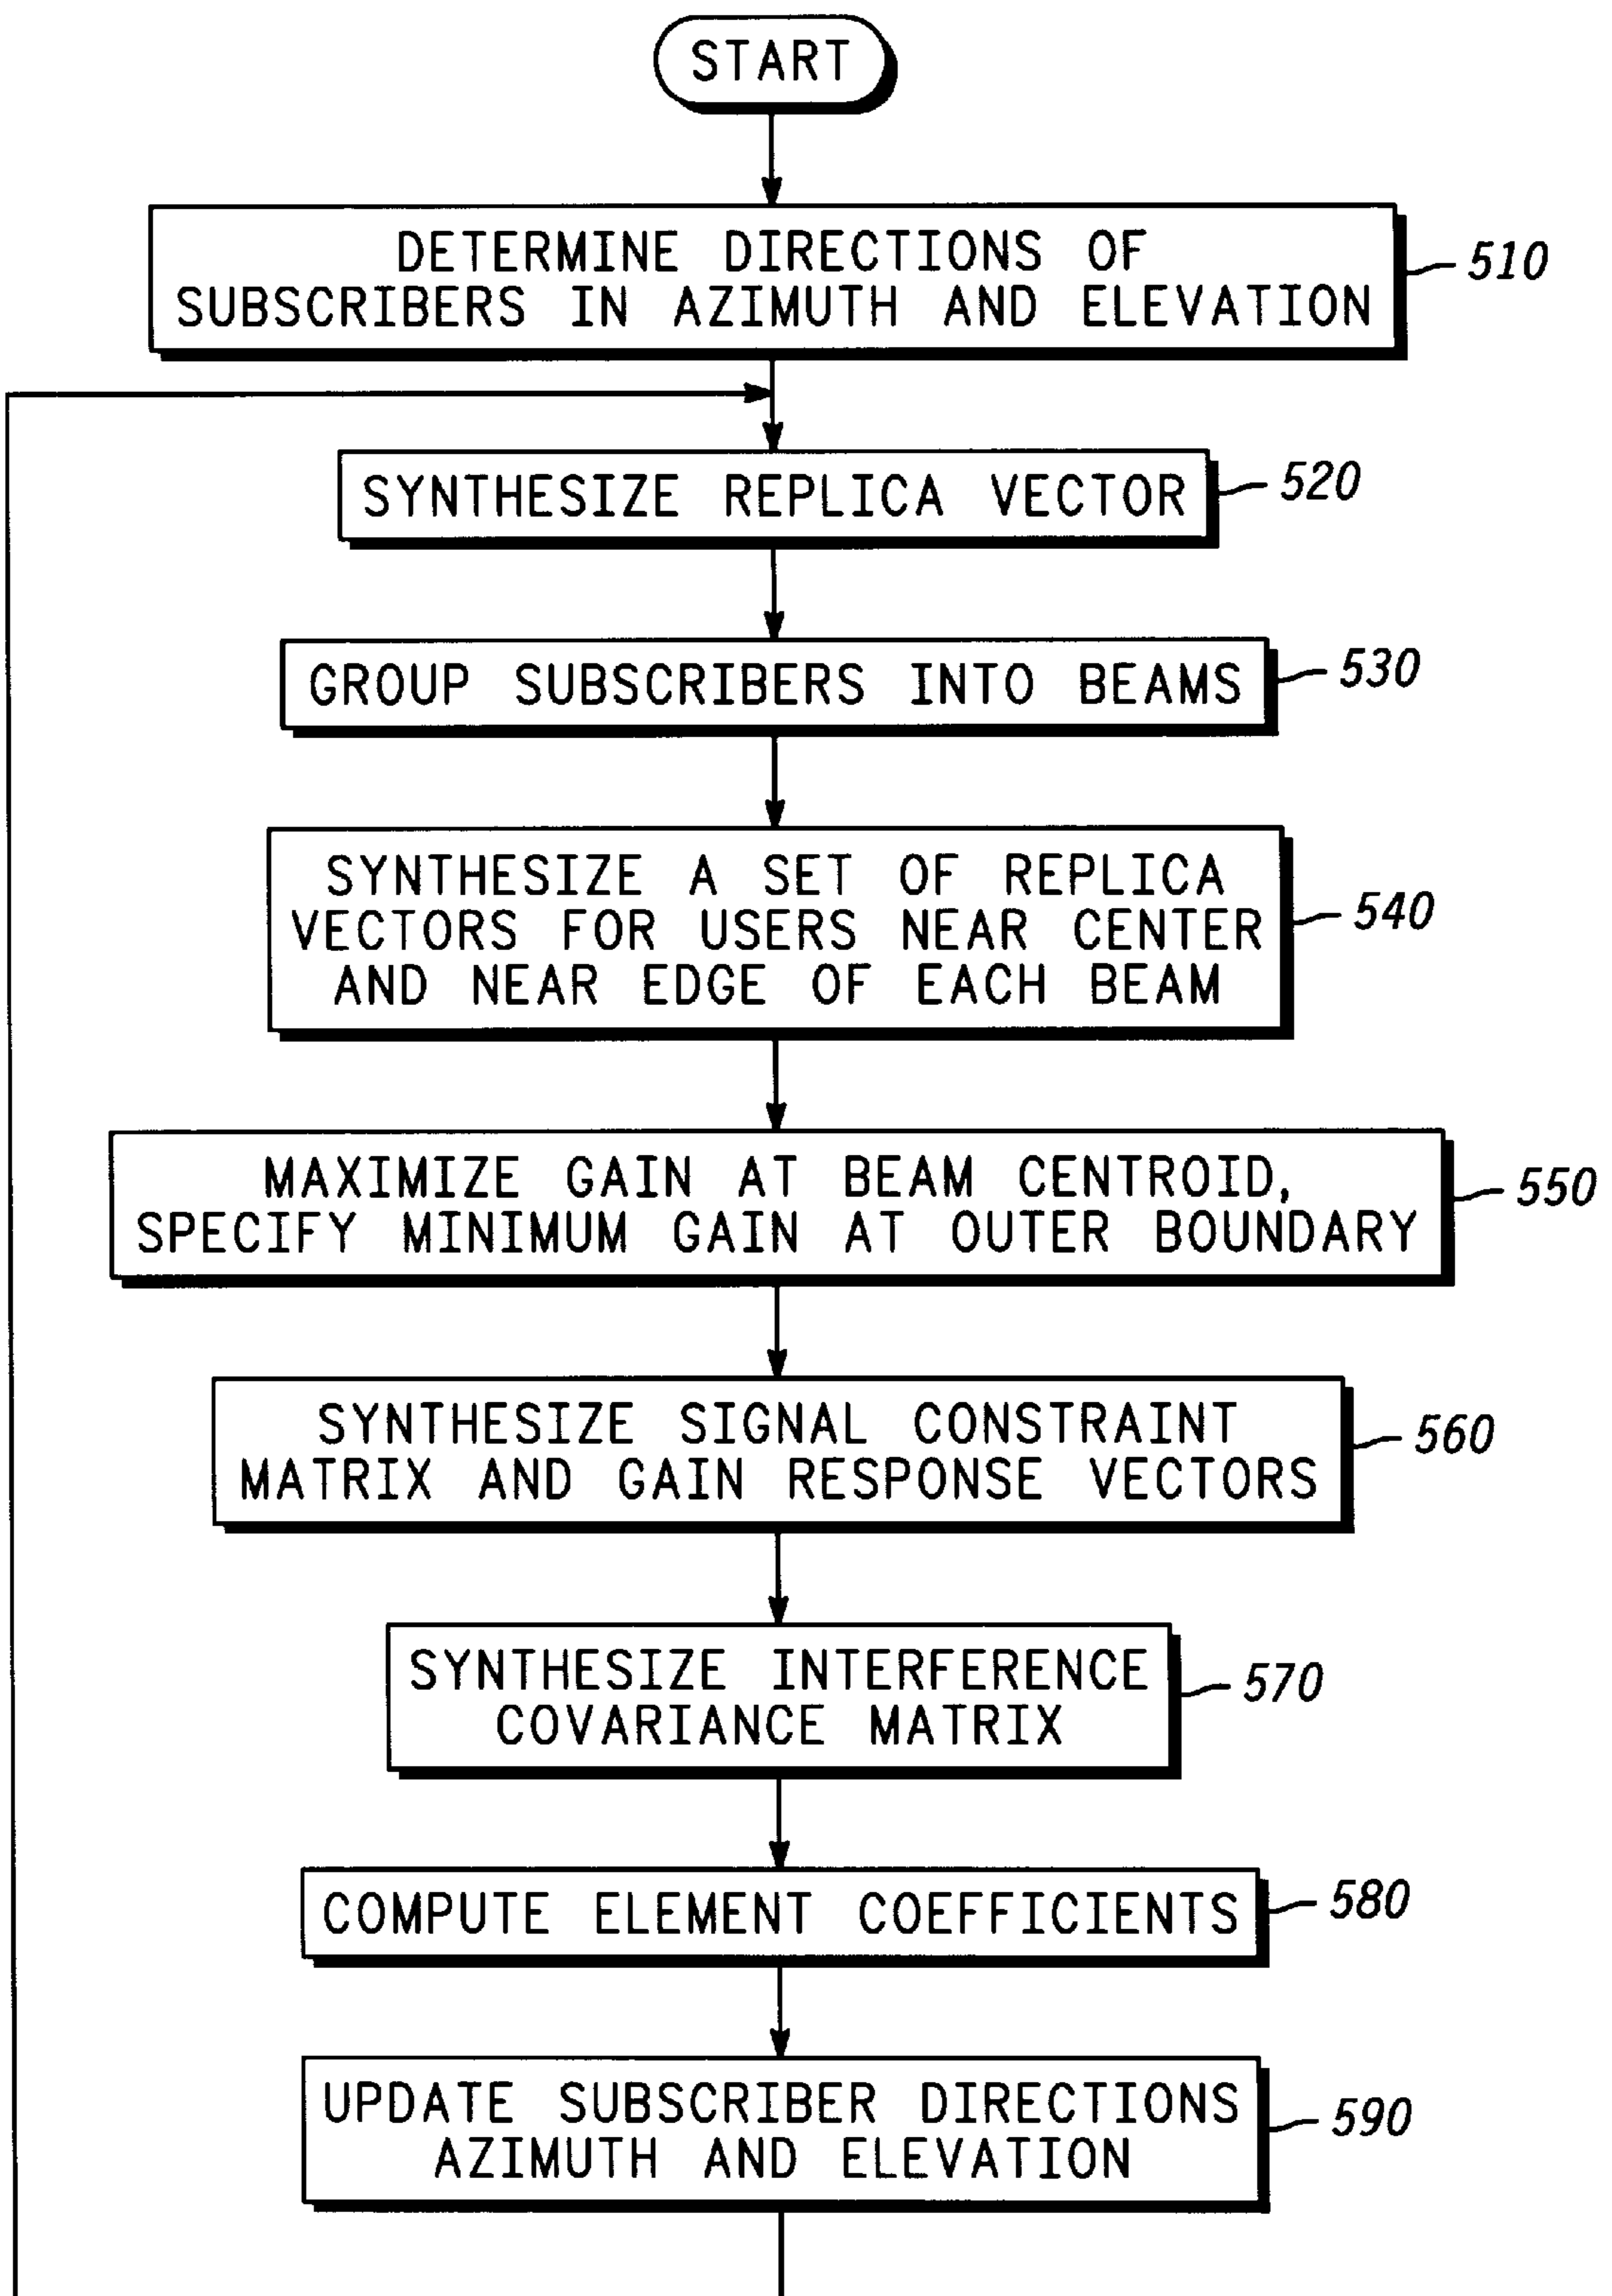 START
DETERMINE DIRECTIONS OF
SUBSCRIBERS IN AZIMUTH AND ELEVATION
510
SYNTHESIZE REPLICA VECTOR
520
GROUP SUBSCRIBERS INTO BEAMS
530
SYNTHESIZE A SET OF REPLICA
VECTORS FOR USERS NEAR CENTER
AND NEAR EDGE OF EACH BEAM
540
MAXIMIZE GAIN AT BEAM CENTROID,
SPECIFY MINIMUM GAIN AT OUTER BOUNDARY
550
SYNTHESIZE SIGNAL CONSTRAINT
MATRIX AND GAIN RESPONSE VECTORS
560
SYNTHESIZE INTERFERENCE
COVARIANCE MATRIX
570
COMPUTE ELEMENT COEFFICIENTS
580
UPDATE SUBSCRIBER DIRECTIONS
AZIMUTH AND ELEVATION
590